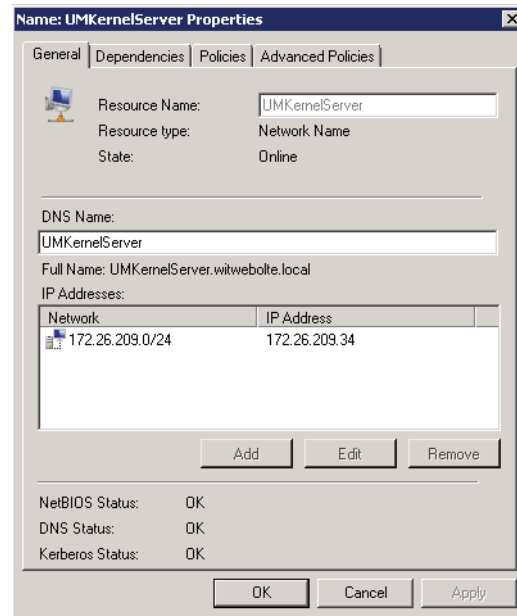 Name: UMKernelServer Properties
General Dependencies Policies Advanced Policies
Resource Name: UMKernelServer
Resource type: Network Name
State: Online
DNS Name:
UMKernelServer
Full Name: UMKernelServer.witwebolte.local
IP Addresses:
Network IP Address
172.26.209.0/24 172.26.209.34
Add Edit Remove
NetBIOS Status: OK
DNS Status: OK
Kerberos Status: OK
OK Cancel Apply